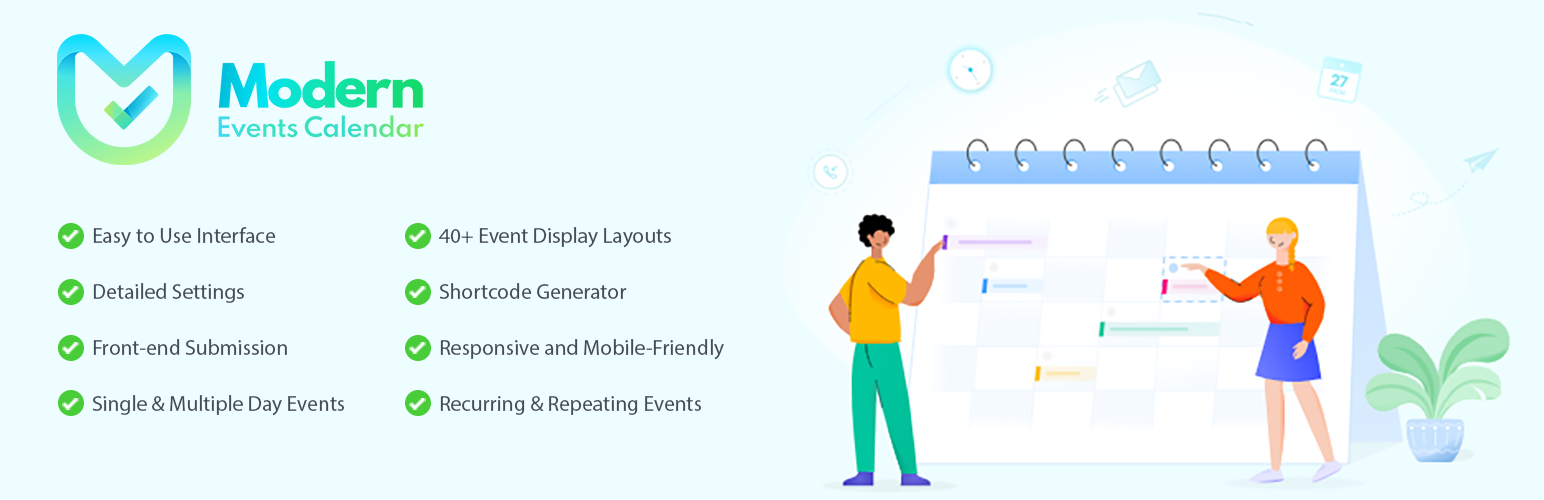 Modern
Events Calendar
Easy to Use Interface
Detailed Settings
Front-end Submission
Single & Multiple Day Events
40+ Event Display Layouts
Shortcode Generator
Responsive and Mobile-Friendly
Recurring & Repeating Events
27